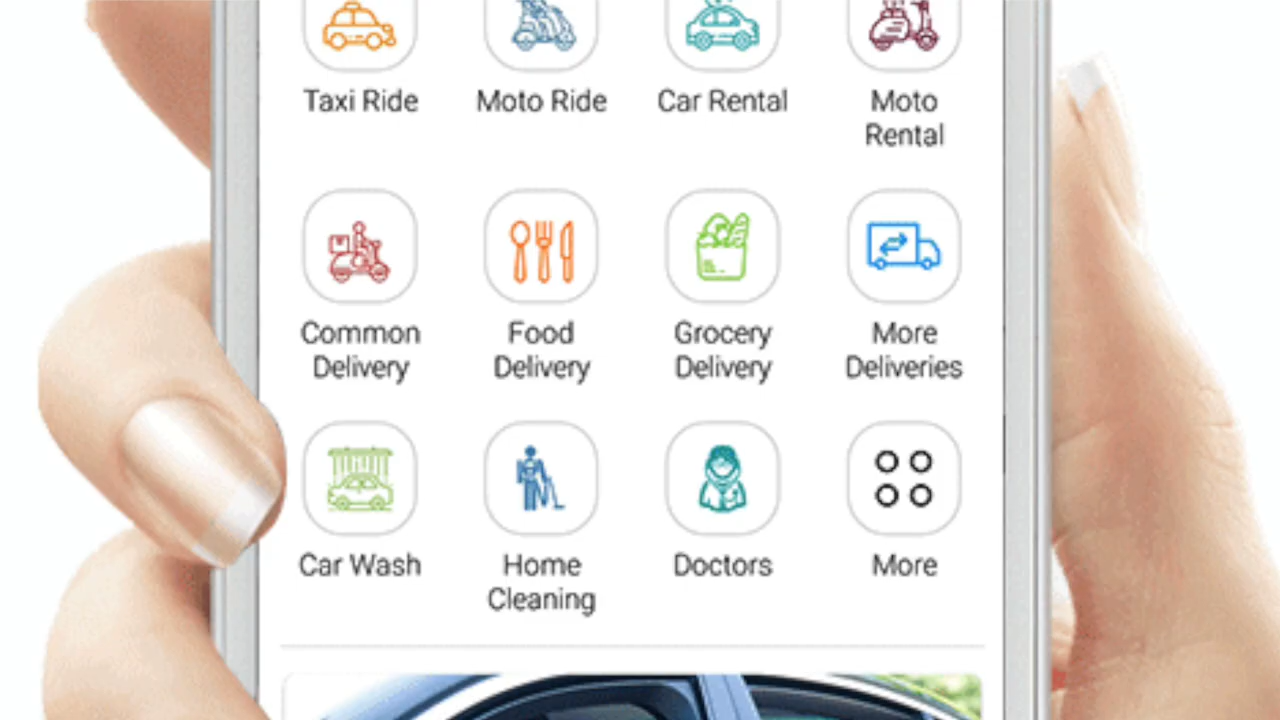 Taxi Ride
Moto Ride
Car Rental
Moto
Rental
Common
Delivery
Food
Delivery
Grocery
Delivery
More
Deliveries
Car Wash
Home
Cleaning
Doctors
More